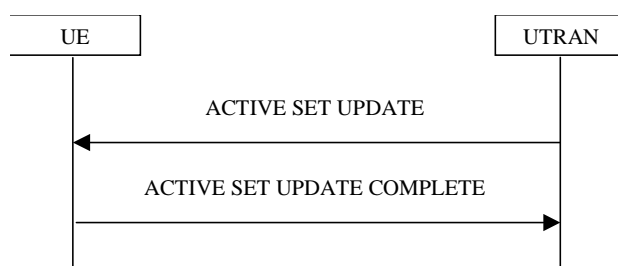 UE
UTRAN
ACTIVE SET UPDATE
ACTIVE SET UPDATE COMPLETE